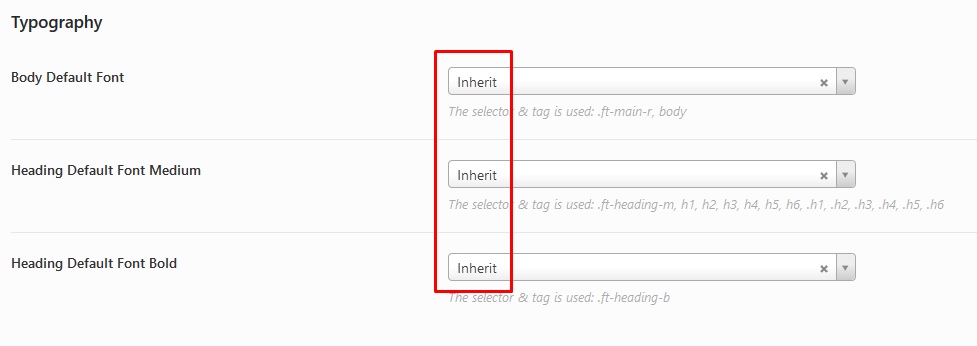 Typography
Body Default Font
Inherit
The selector & tag is used: .ft-main-r, body
Heading Default Font Medium
Inherit
The selector & tag is used: .ft-heading-m, h1, h2, h3, h4, h5, h6, .h1, .h2, .h3, .h4, .h5, .h6
Heading Default Font Bold
Inherit
The selector & tag is used: .ft-heading-b